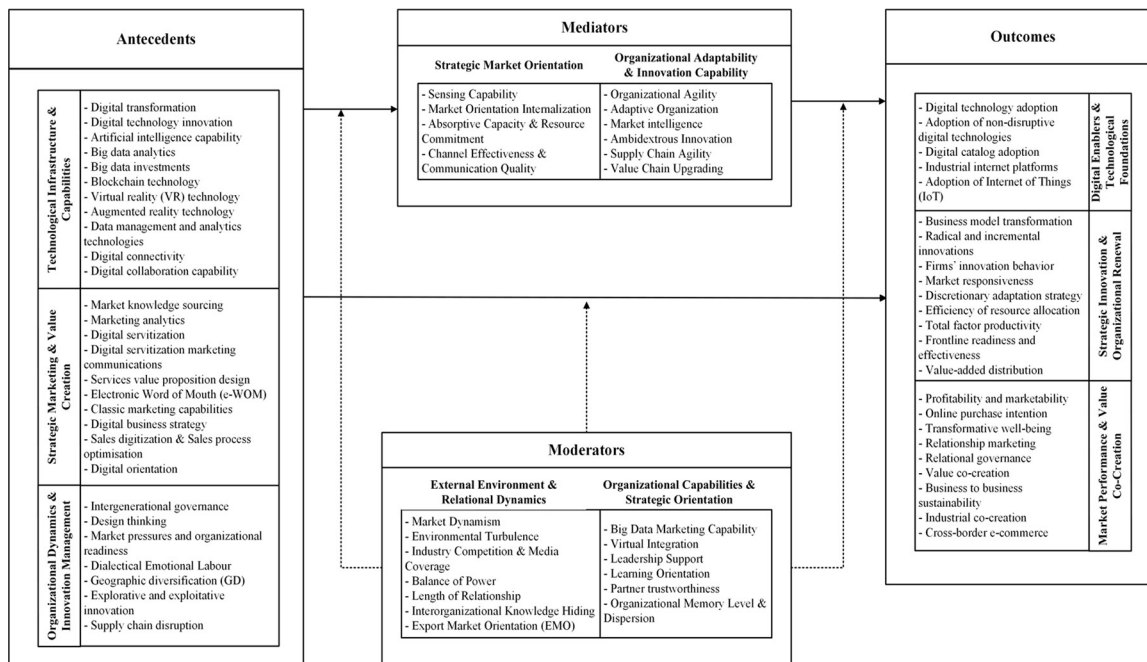 Antecedents
Technological Infrastructure &
Capabilities
- Digital transformation
- Digital technology innovation
- Artificial intelligence capability
- Big data analytics
- Big data investments
- Blockchain technology
- Virtual reality (VR) technology
- Augmented reality technology
- Data management and analytics
technologies
- Digital connectivity
- Digital collaboration capability
Strategic Marketing & Value
Creation
- Market knowledge sourcing
- Marketing analytics
- Digital servitization
- Digital servitization marketing
communications
- Services value proposition design
- Electronic Word of Mouth (e-WOM)
- Classic marketing capabilities
- Digital business strategy
- Sales digitization & Sales process
optimisation
- Digital orientation
Organizational Dynamics &
Innovation Management
- Intergenerational governance
- Design thinking
- Market pressures and organizational
readiness
- Dialectical Emotional Labour
- Geographic diversification (GD)
- Explorative and exploitative
innovation
- Supply chain disruption
Mediators
Strategic Market Orientation
- Sensing Capability
- Market Orientation Internalization
- Absorptive Capacity & Resource
Commitment
- Channel Effectiveness &
Communication Quality
Organizational Adaptability
& Innovation Capability
- Organizational Agility
- Adaptive Organization
- Market intelligence
- Ambidextrous Innovation
- Supply Chain Agility
- Value Chain Upgrading
Moderators
External Environment &
Relational Dynamics
- Market Dynamism
- Environmental Turbulence
- Industry Competition & Media
Coverage
- Balance of Power
- Length of Relationship
- Interorganizational Knowledge Hiding
- Export Market Orientation (EMO)
Organizational Capabilities &
Strategic Orientation
- Big Data Marketing Capability
- Virtual Integration
- Leadership Support
- Learning Orientation
- Partner trustworthiness
- Organizational Memory Level &
Dispersion
Outcomes
- Digital technology adoption
- Adoption of non-disruptive
digital technologies
- Digital catalog adoption
- Industrial internet platforms
- Adoption of Internet of Things
(IoT)
Digital Enablers &
Technological
Foundations
- Business model transformation
- Radical and incremental
innovations
- Firms' innovation behavior
- Market responsiveness
- Discretionary adaptation strategy
- Efficiency of resource allocation
- Total factor productivity
- Frontline readiness and
effectiveness
- Value-added distribution
Strategic Innovation &
Organizational Renewal
- Profitability and marketability
- Online purchase intention
- Transformative well-being
- Relationship marketing
- Relational governance
- Value co-creation
- Business to business
sustainability
- Industrial co-creation
- Cross-border e-commerce
Market Performance & Value
Co-Creation